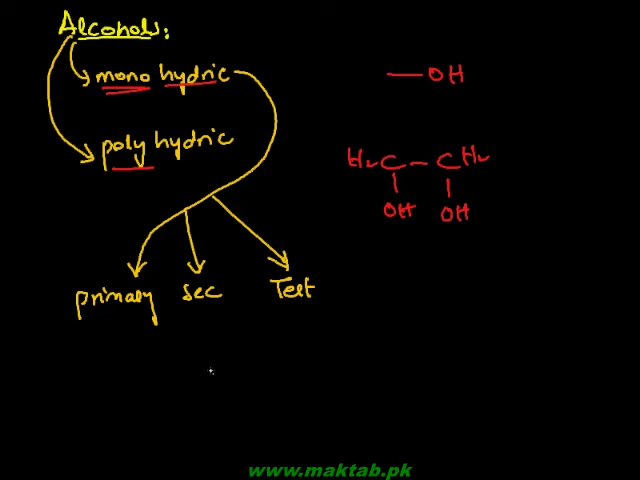 Alcohols:
mono hydric
—OH
poly hydric
H₂C–CH₂
OH OH
primary sec Tert
www.maktab.pk